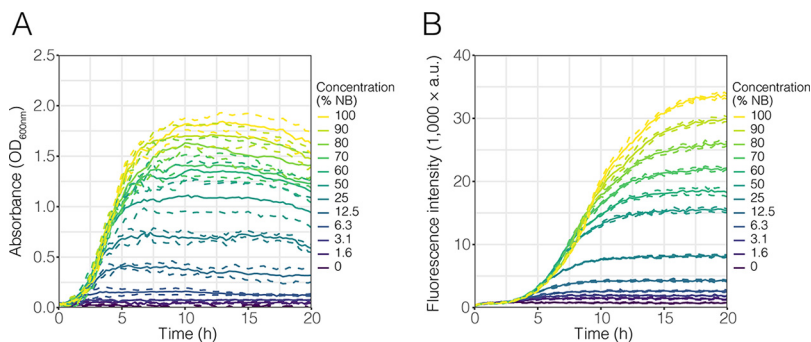 A
Absorbance (OD600nm)
2.5
2.0
1.5
1.0
0.5
0.0
0 5 10 15 20
Time (h)
Concentration
(% NB)
100
90
80
70
60
50
25
12.5
6.3
3.1
1.6
0
B
Fluorescence intensity (1,000 × a.u.)
40
30
20
10
0
0 5 10 15 20
Time (h)
Concentration
(% NB)
100
90
80
70
60
50
25
12.5
6.3
3.1
1.6
0